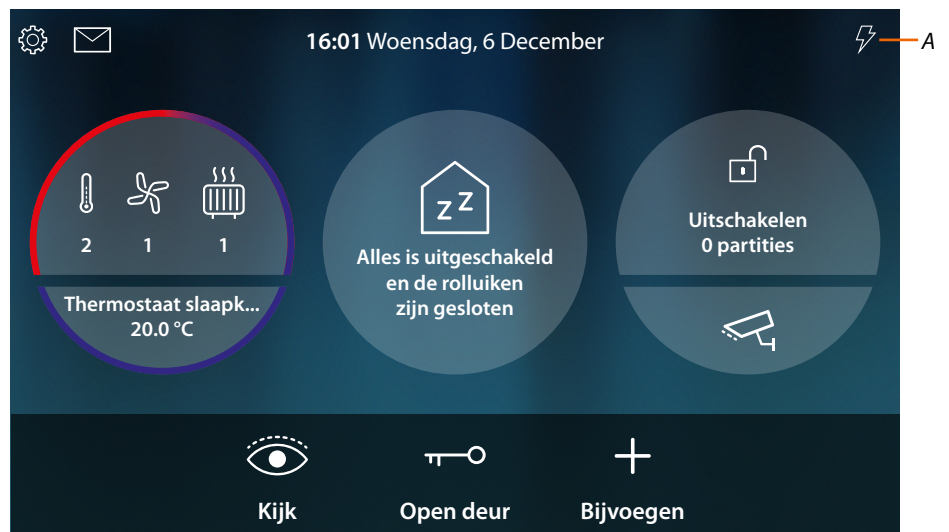 16:01 Woensdag, 6 December
A
2 1 1
Thermostaat slaapk...
20.0 °C
z Z
Alles is uitgeschakeld
en de rolluiken
zijn gesloten
Uitschakelen
0 partities
Kijk
Open deur
Bijvoegen